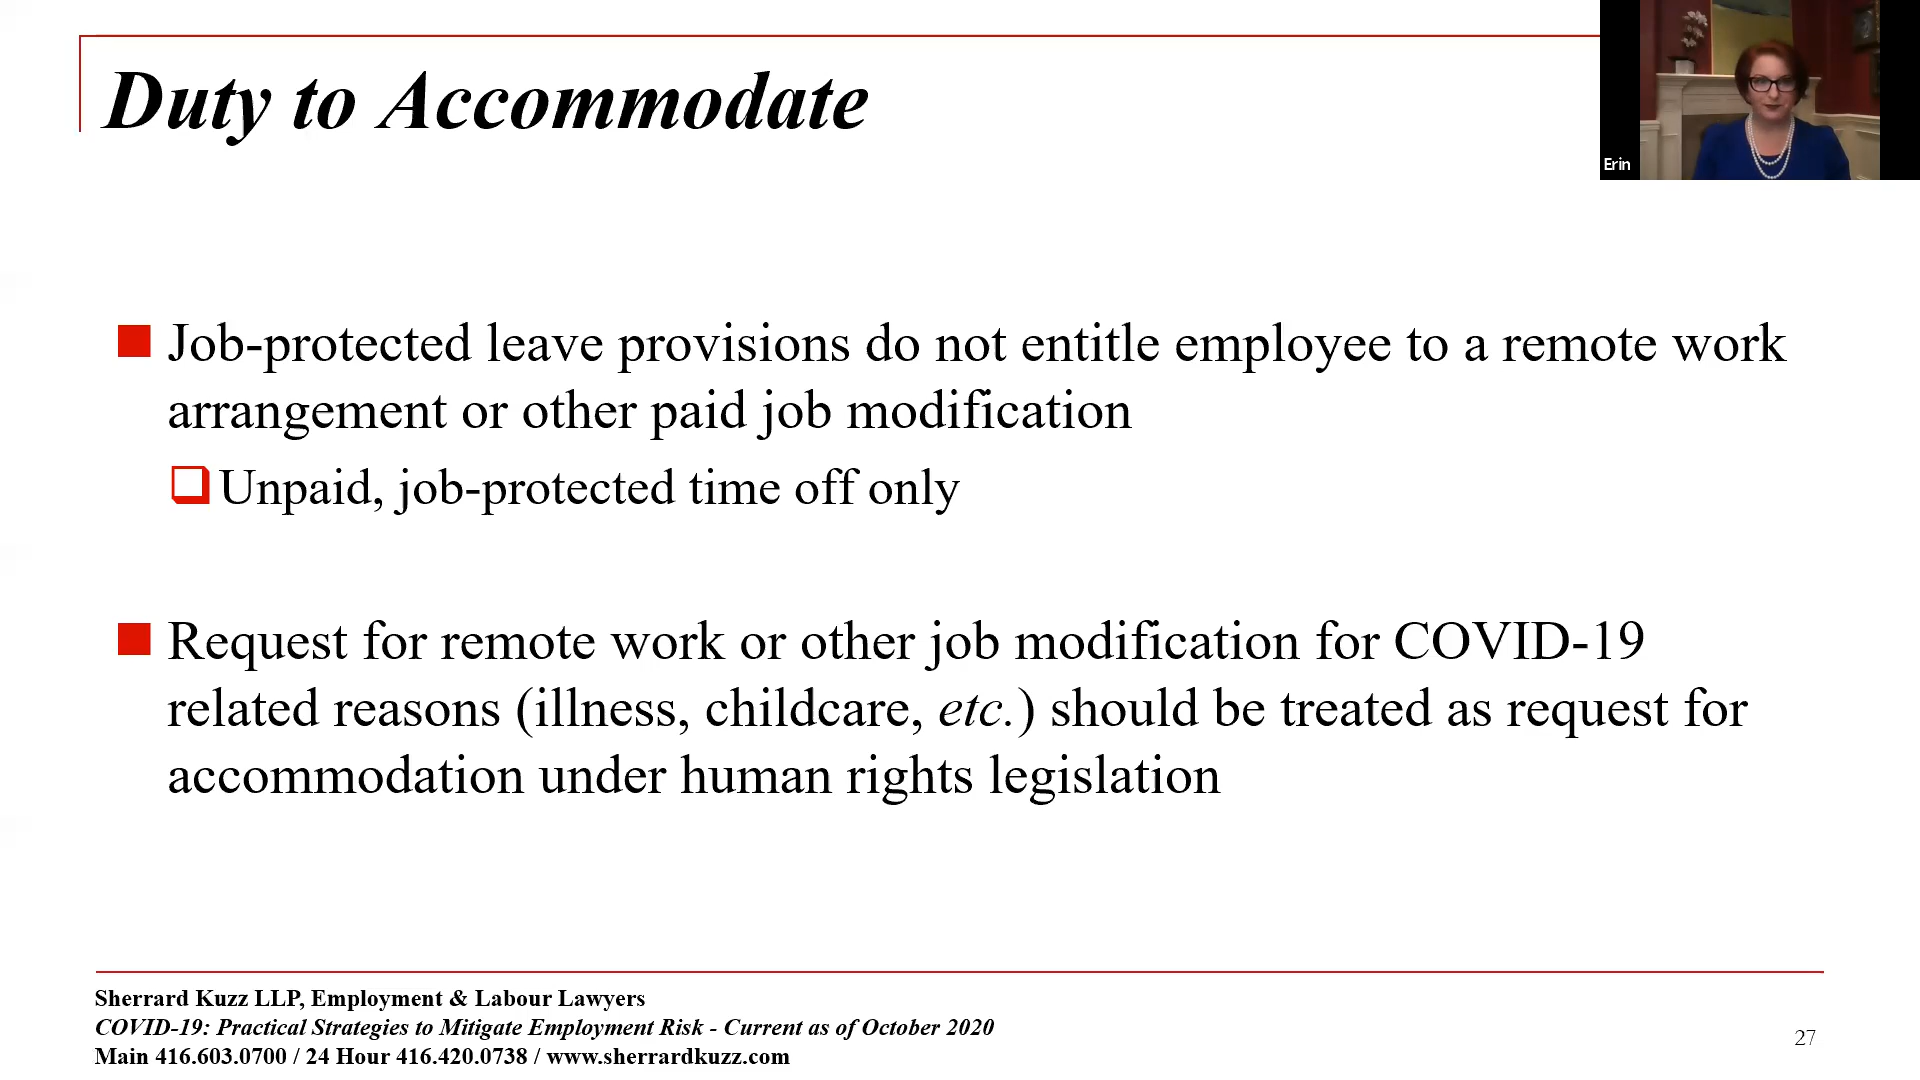 Duty to Accommodate
Erin
Job-protected leave provisions do not entitle employee to a remote work
arrangement or other paid job modification
Unpaid, job-protected time off only
Request for remote work or other job modification for COVID-19
related reasons (illness, childcare, etc.) should be treated as request for
accommodation under human rights legislation
Sherrard Kuzz LLP, Employment & Labour Lawyers
COVID-19: Practical Strategies to Mitigate Employment Risk - Current as of October 2020
Main 416.603.0700 / 24 Hour 416.420.0738 / www.sherrardkuzz.com
27